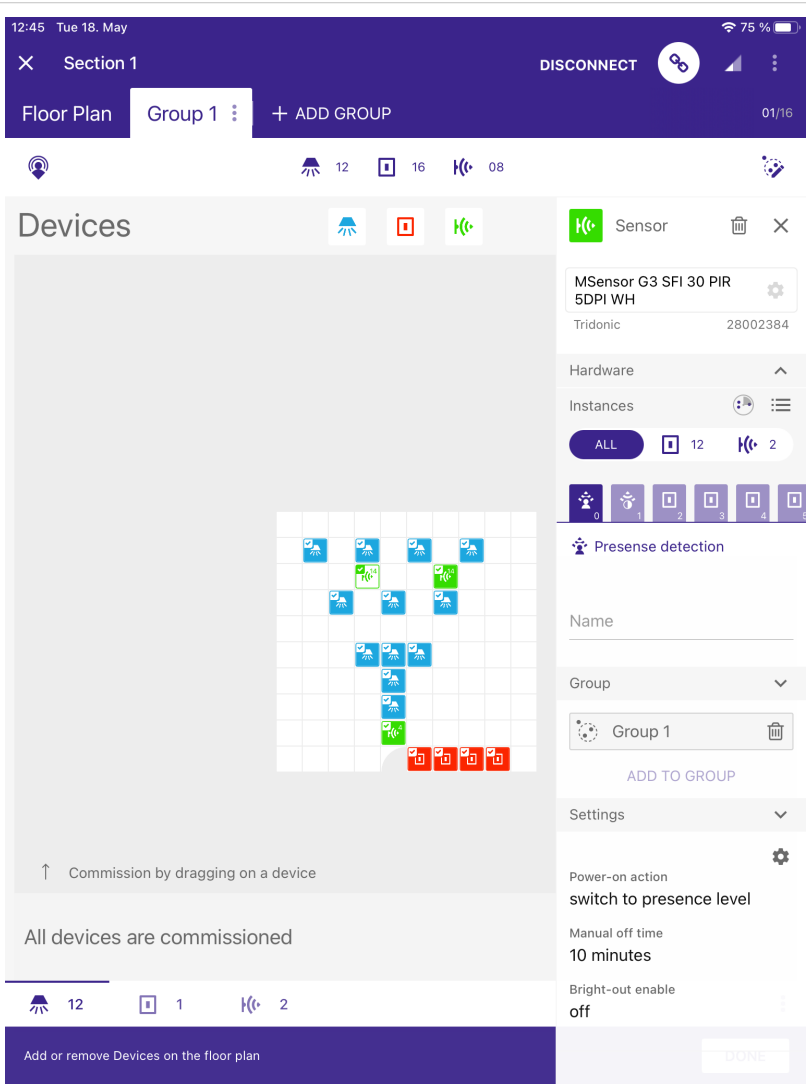 12:45 Tue 18. May 75 %
Section 1 DISCONNECT
Floor Plan Group 1 + ADD GROUP 01/16
12 16 08
Devices
Sensor
MSensor G3 SFI 30 PIR
5DPI WH
Tridonic 28002384
Hardware
Instances
ALL 12 2
0 1 2 3 4 5
Presense detection
14 14
Name
Group
4
Group 1
ADD TO GROUP
Settings
↑ Commission by dragging on a device
Power-on action
switch to presence level
All devices are commissioned
Manual off time
10 minutes
Bright-out enable
off
12 1 2
Add or remove Devices on the floor plan
DONE